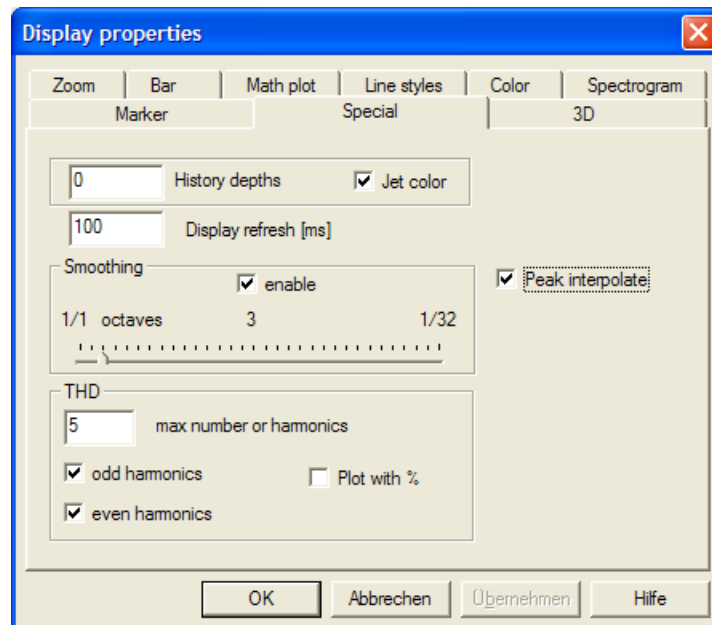 Display properties
Zoom Bar Math plot Line styles Color Spectrogram
Marker Special 3D
0 History depths Jet color
100 Display refresh [ms]
Smoothing enable Peak interpolate
1/1 octaves 3 1/32
THD
5 max number or harmonics
odd harmonics Plot with %
even harmonics
OK Abbrechen Übernehmen Hilfe